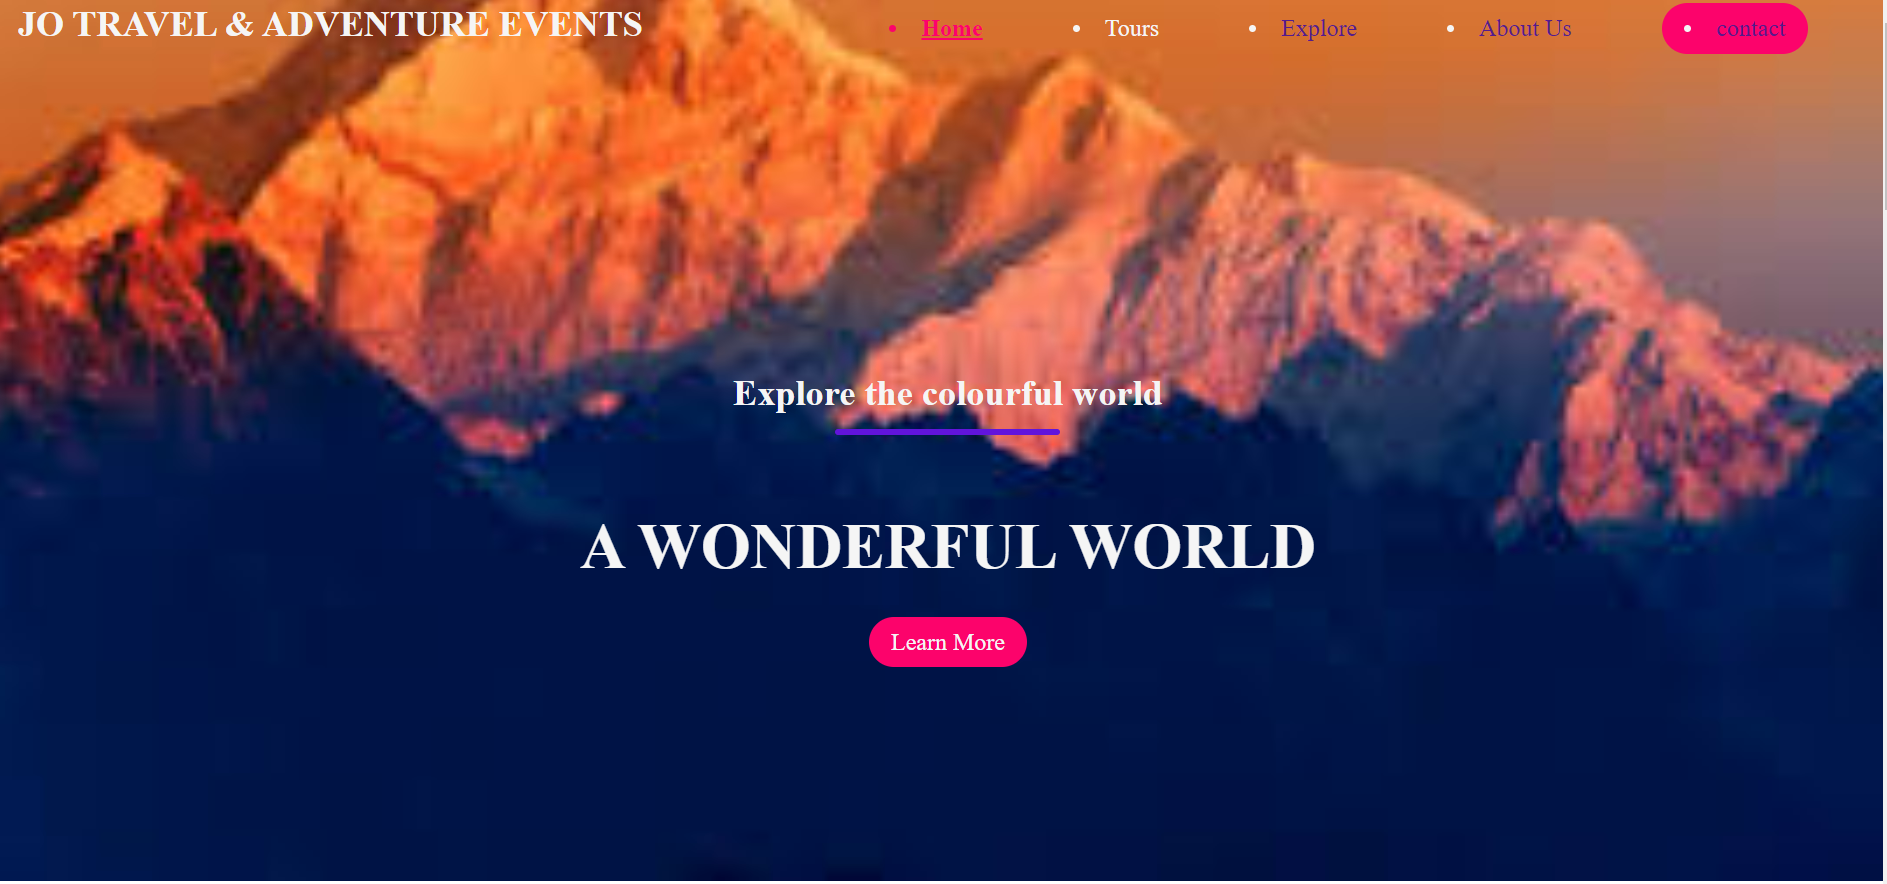 JO TRAVEL & ADVENTURE EVENTS
Home
Tours
Explore
About Us
contact
Explore the colourful world
A WONDERFUL WORLD
Learn More